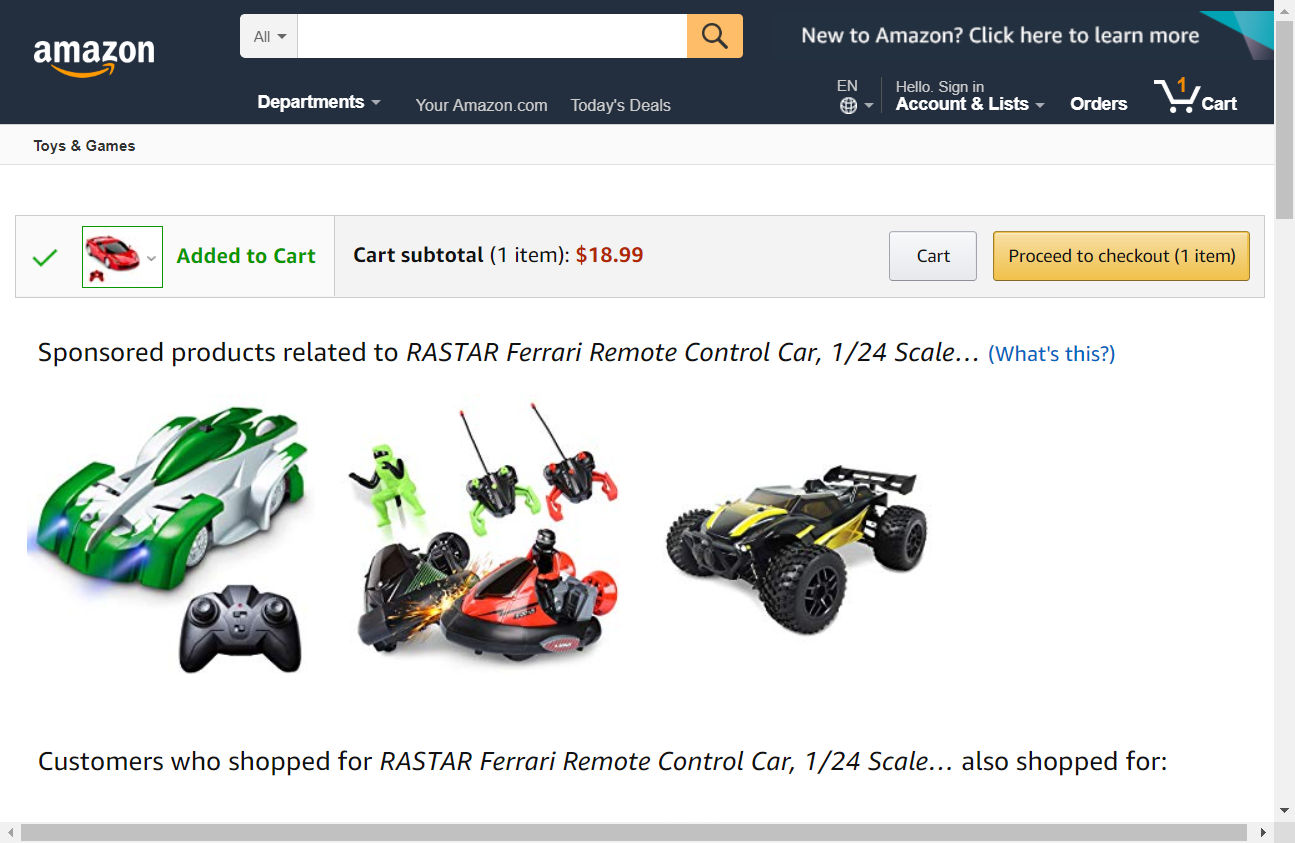 amazon
All
New to Amazon? Click here to learn more
Departments
Your Amazon.com
Today's Deals
EN
Hello. Sign in
Account & Lists
Orders
1
Cart
Toys & Games
Added to Cart
Cart subtotal (1 item): $18.99
Cart
Proceed to checkout (1 item)
Sponsored products related to RASTAR Ferrari Remote Control Car, 1/24 Scale… (What's this?)
Customers who shopped for RASTAR Ferrari Remote Control Car, 1/24 Scale… also shopped for: